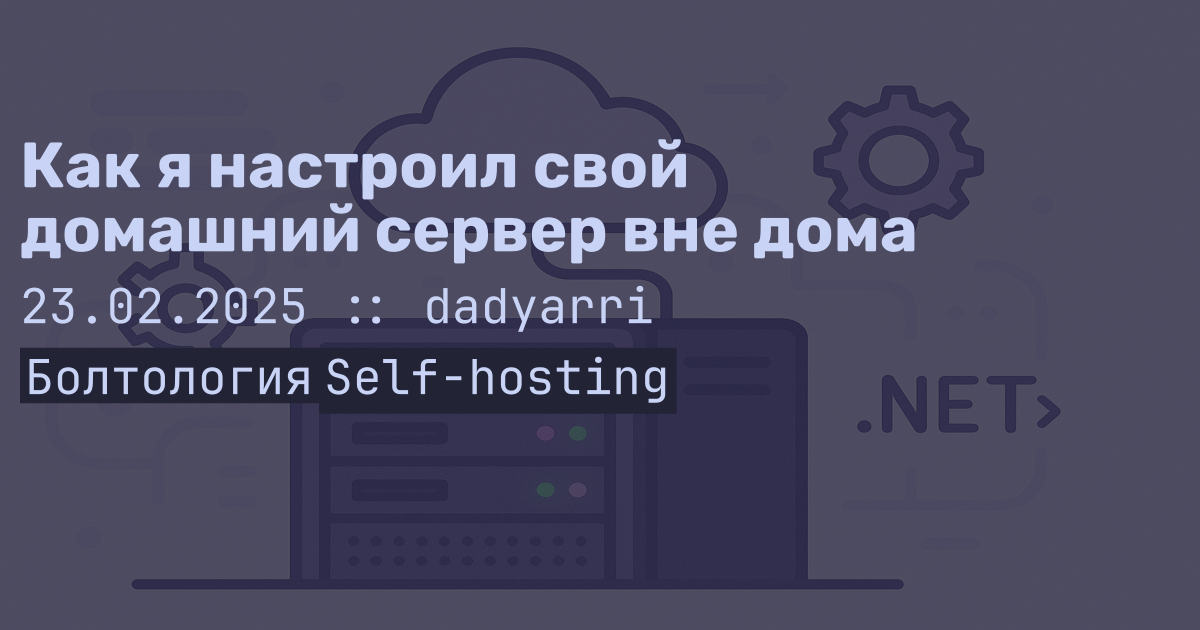 Как я настроил свой
домашний сервер вне дома
23.02.2025 :: dadyarri
Болтология Self-hosting
.NET>